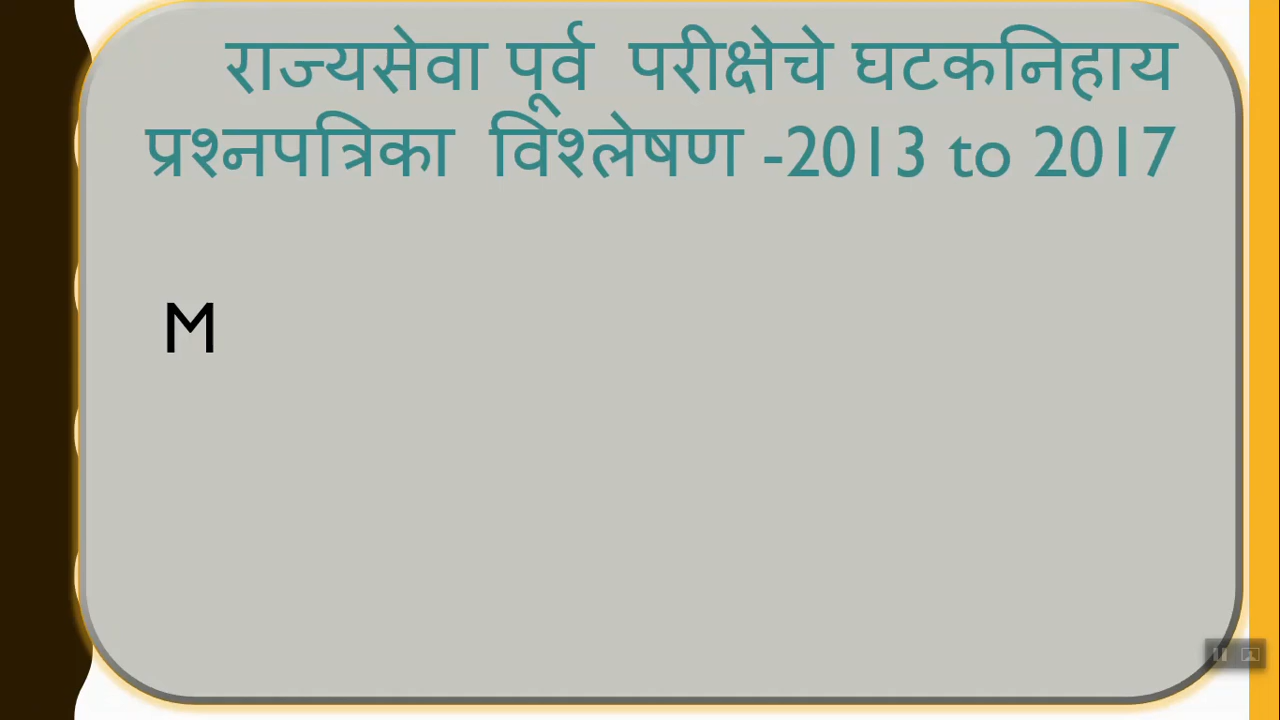 राज्यसेवा पूर्व परीक्षेचे घटकनिहाय
प्रश्नपत्रिका विश्लेषण -2013 to 2017
M